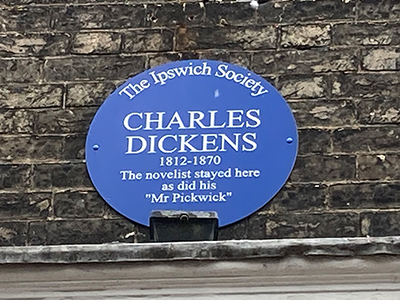 The Ipswich Society
CHARLES
DICKENS
1812-1870
The novelist stayed here
as did his
"Mr Pickwick"